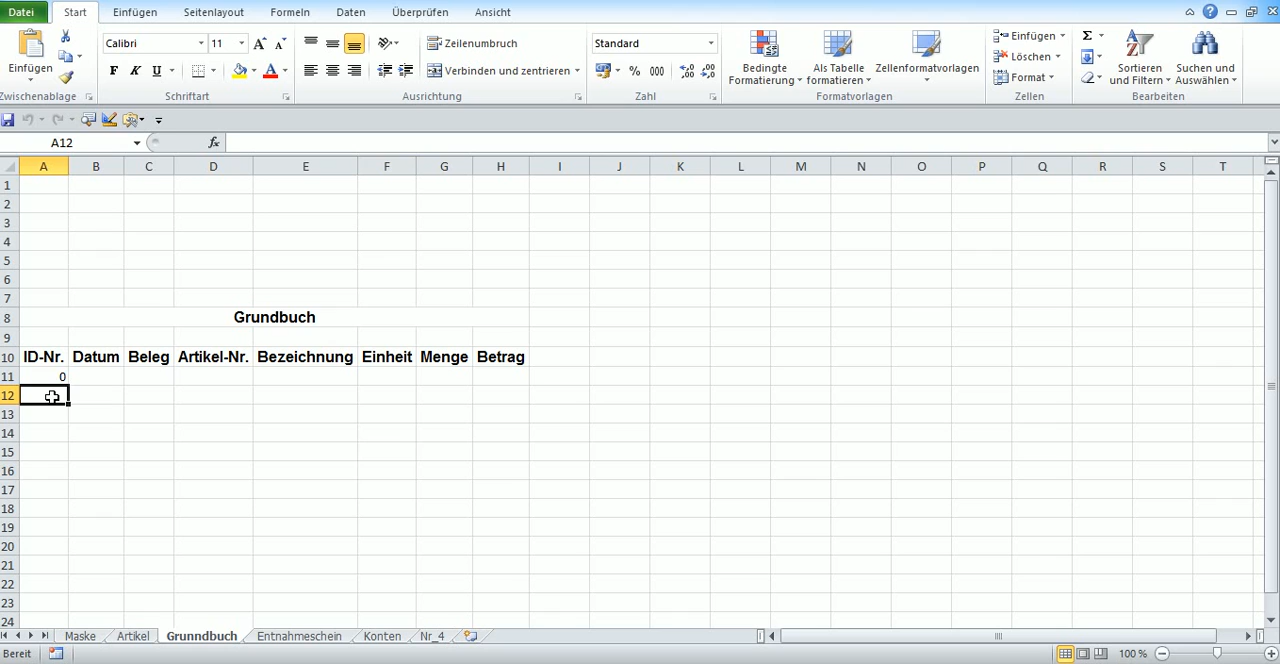 Datei Start Einfügen Seitenlayout Formeln Daten Überprüfen Ansicht
Einfügen
Zwischenablage
Calibri 11
F K U
Schriftart
Zeilenumbruch
Verbinden und zentrieren
Ausrichtung
Standard
% 000
Zahl
Bedingte Formatierung
Als Tabelle formatieren
Zellenformatvorlagen
Formatvorlagen
Einfügen
Löschen
Format
Zellen
Sortieren und Filtern
Suchen und Auswählen
Bearbeiten
A12 fx
A B C D E F G H I J K L M N O P Q R S T
1
2
3
4
5
6
7
8 Grundbuch
9
10 ID-Nr. Datum Beleg Artikel-Nr. Bezeichnung Einheit Menge Betrag
11 0
12
13
14
15
16
17
18
19
20
21
22
23
24
Maske Artikel Grunndbuch Entnahmeschein Konten Nr_4
Bereit 100 %